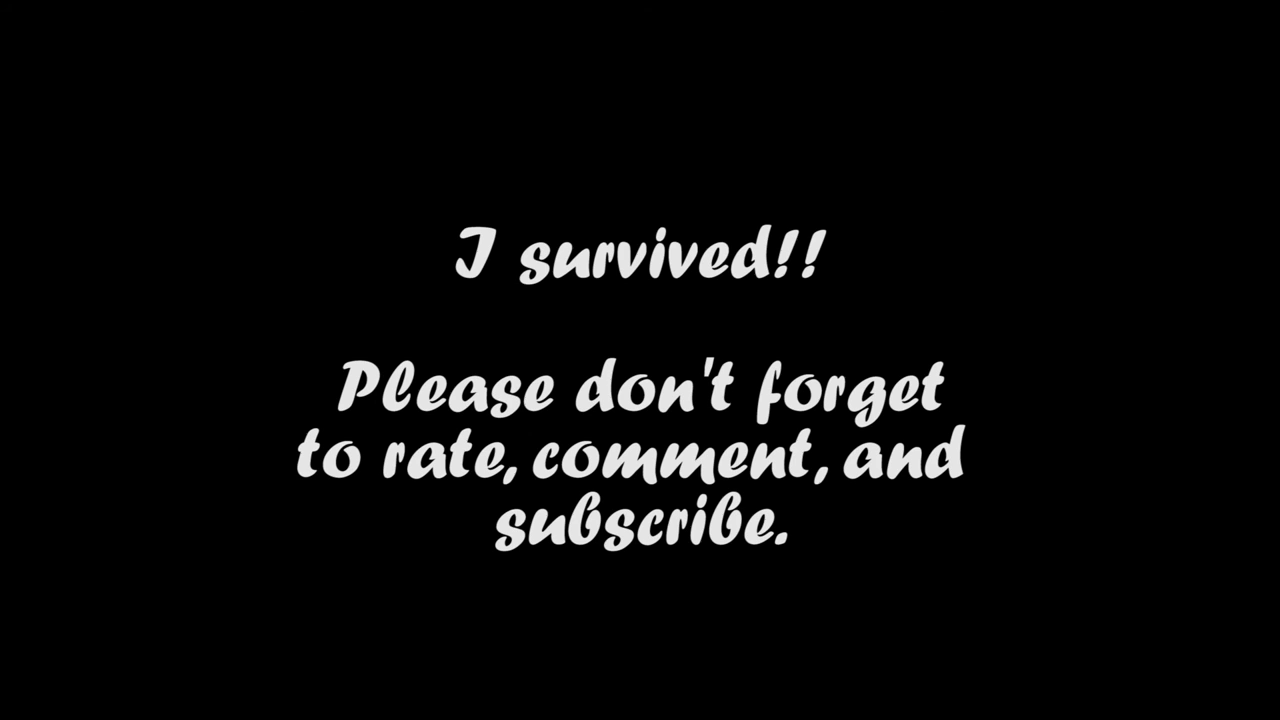 I survived!!
Please don't forget
to rate, comment, and
subscribe.